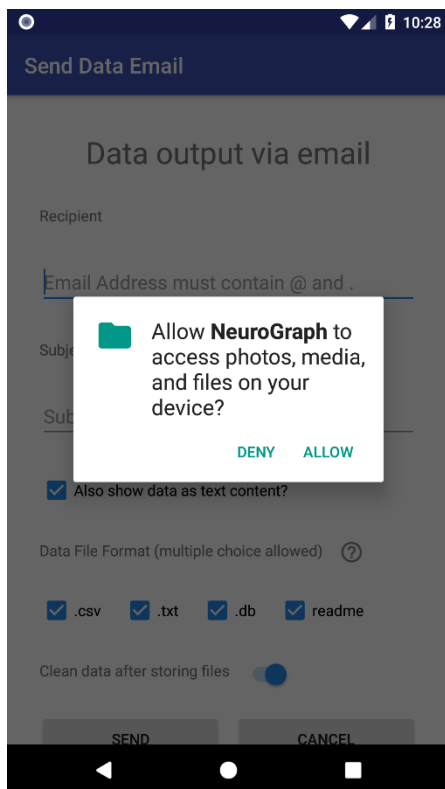 10:28
Send Data Email
Data output via email
Recipient
Email Address must contain @ and .
Allow NeuroGraph to
access photos, media,
and files on your
device?
DENY ALLOW
Also show data as text content?
Data File Format (multiple choice allowed) ?
.csv .txt .db readme
Clean data after storing files
SEND CANCEL